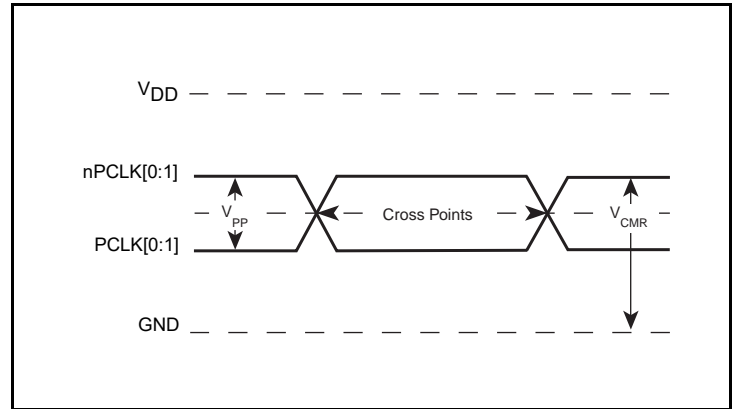 VDD
nPCLK[0:1]
VPP
Cross Points
VCMR
PCLK[0:1]
GND